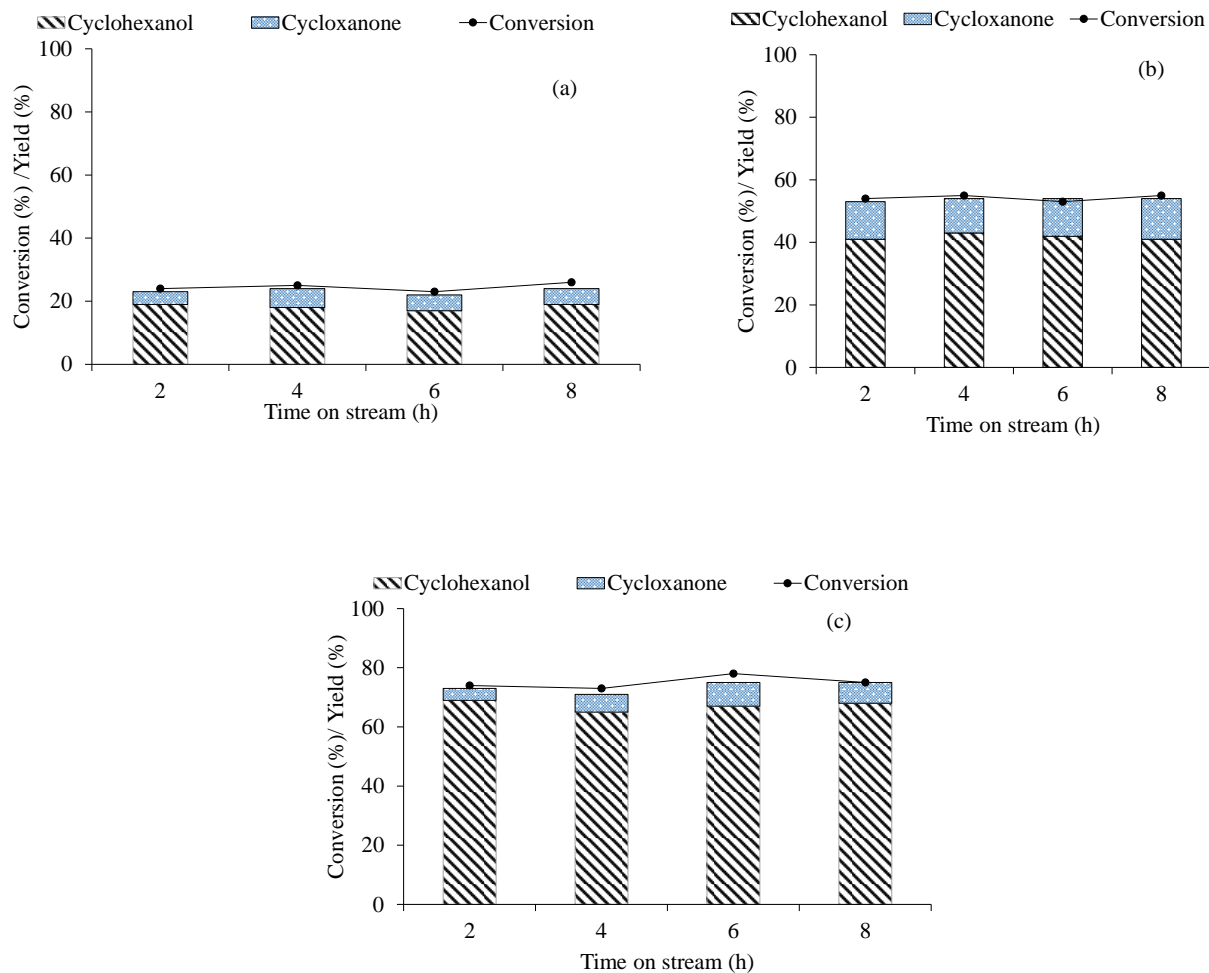 Cyclohexanol Cycloxanone Conversion
100
80
60
40
20
0
Conversion (%) /Yield (%)
(a)
2 4 6 8
Time on stream (h)
Cyclohexanol Cycloxanone Conversion
100
80
60
40
20
0
Conversion (%)/ Yield (%)
(b)
2 4 6 8
Time on stream (h)
Cyclohexanol Cycloxanone Conversion
100
80
60
40
20
0
Conversion (%)/ Yield (%)
(c)
2 4 6 8
Time on stream (h)